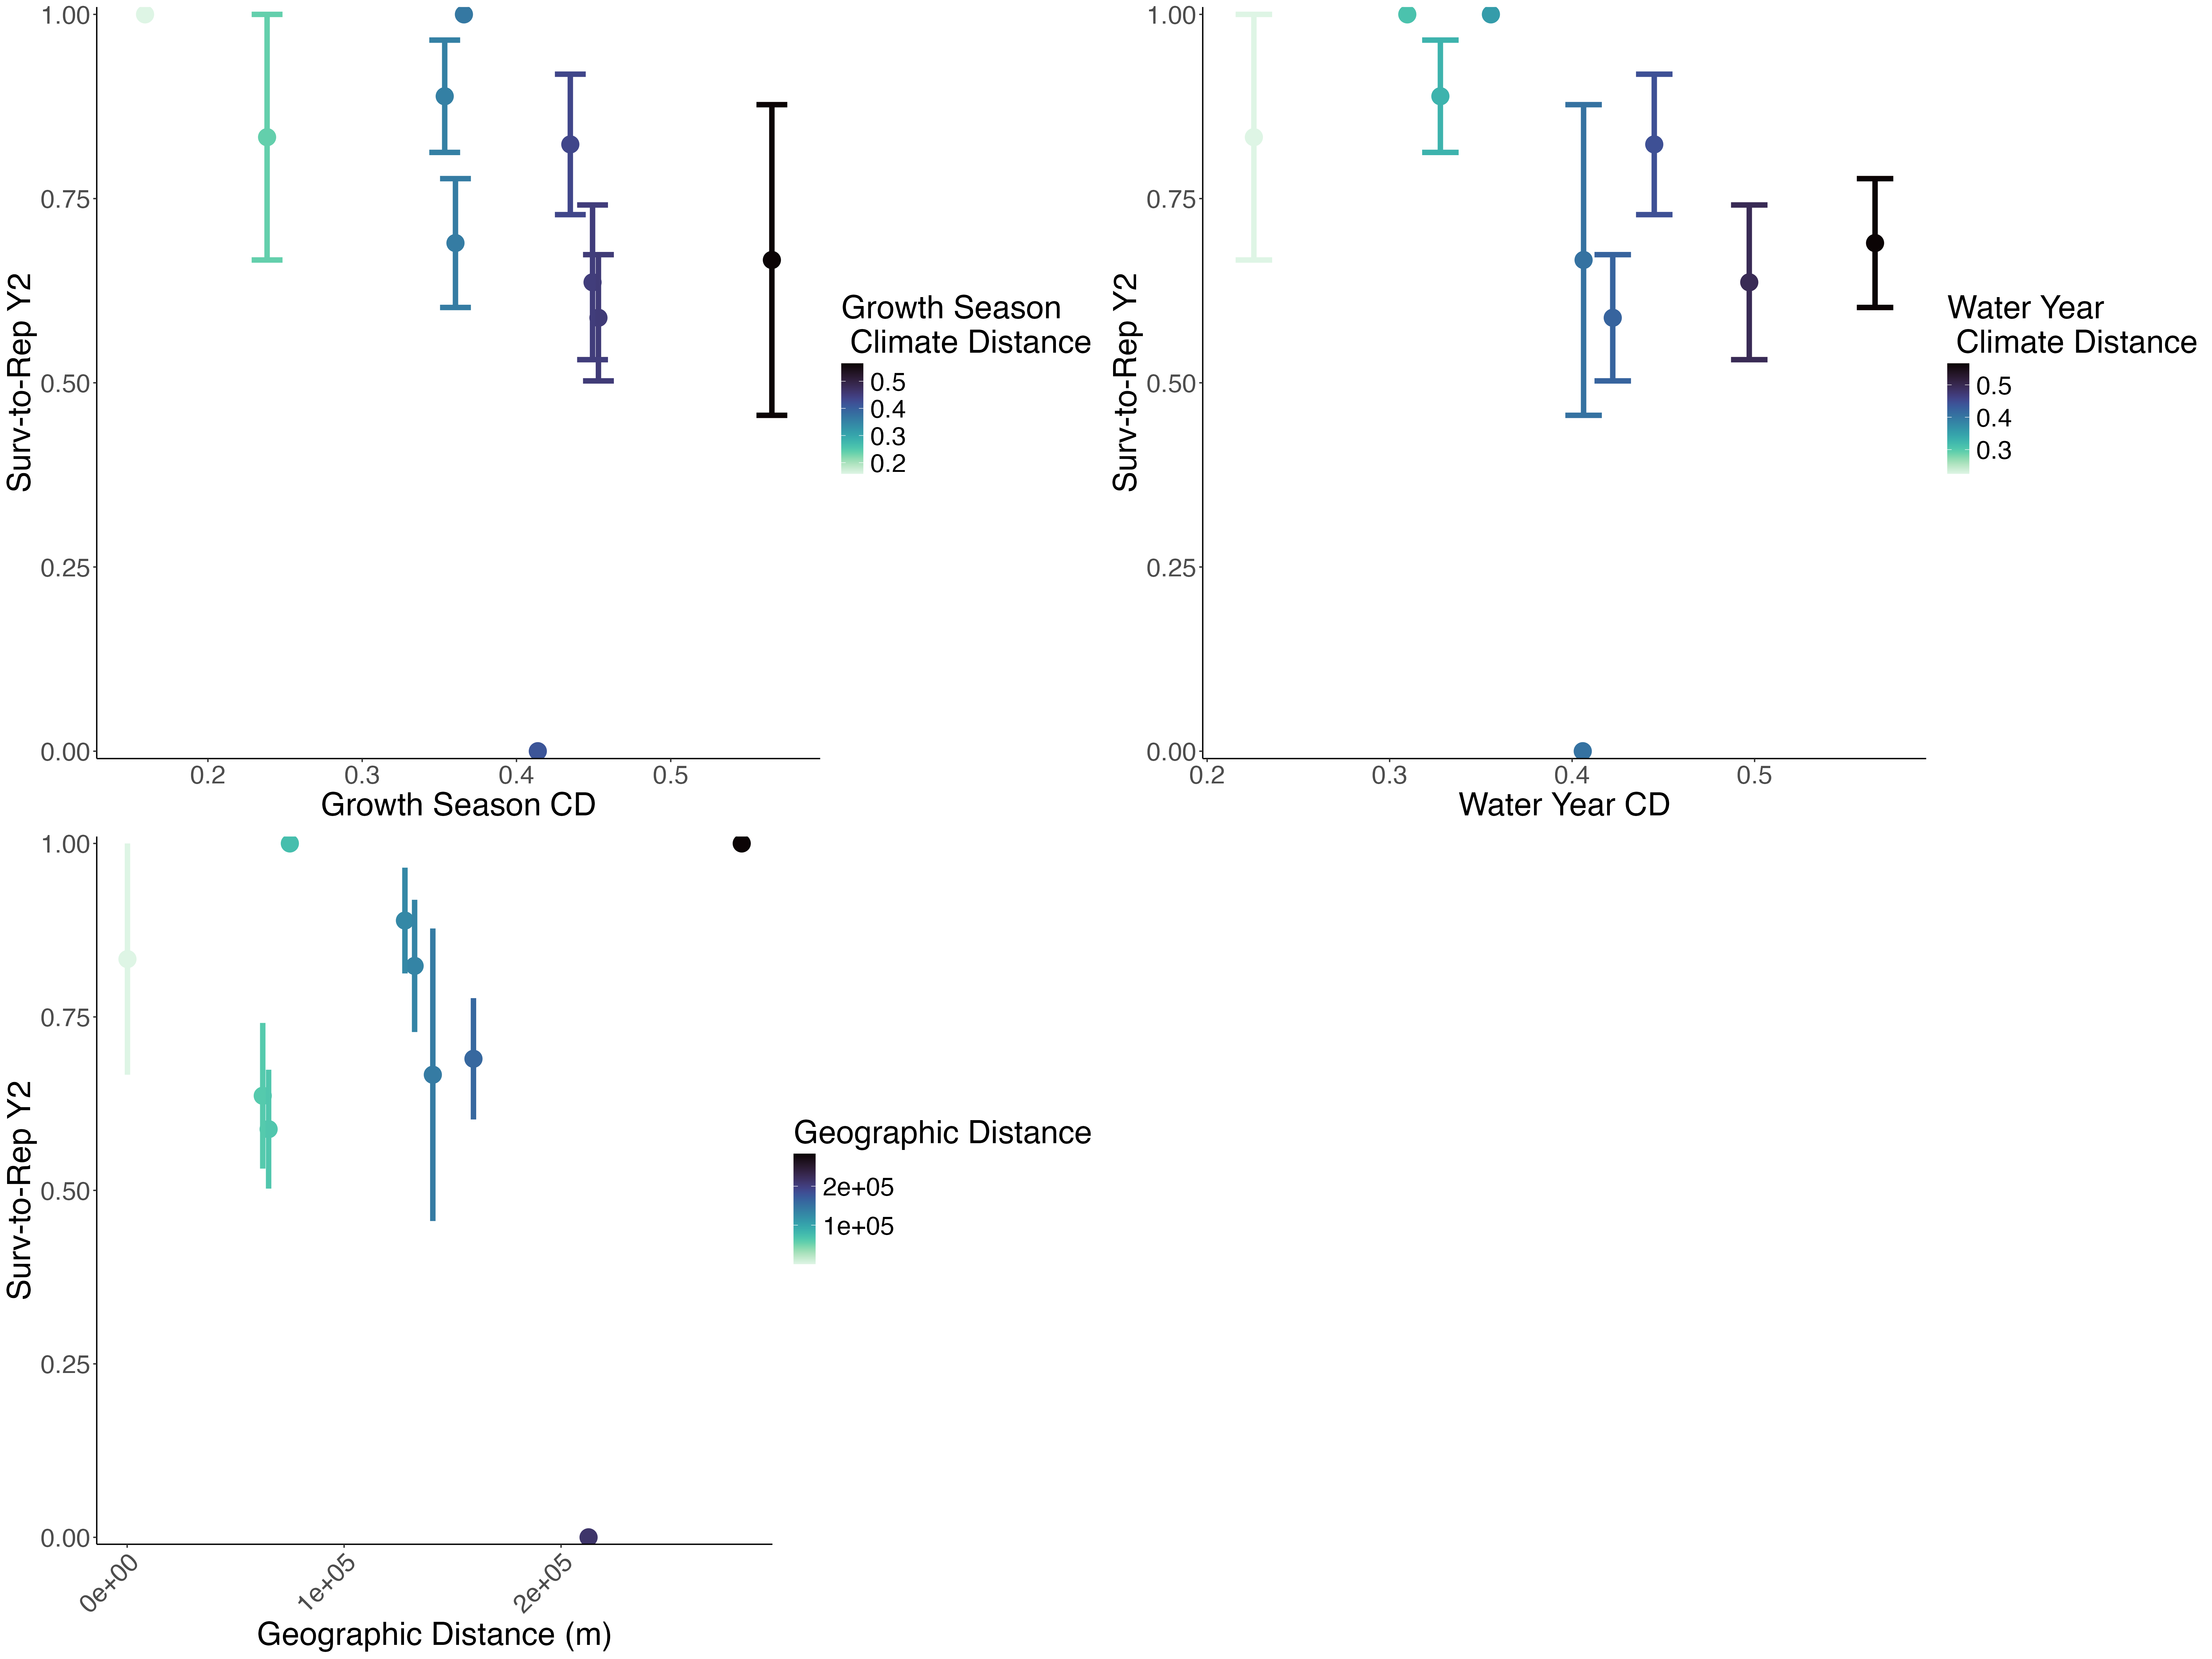 1.00
0.75
0.50
0.25
0.00
Surv-to-Rep Y2
0.2 0.3 0.4 0.5
Growth Season CD
Growth Season
Climate Distance
0.5
0.4
0.3
0.2
1.00
0.75
0.50
0.25
0.00
Surv-to-Rep Y2
0.2 0.3 0.4 0.5
Water Year CD
Water Year
Climate Distance
0.5
0.4
0.3
1.00
0.75
0.50
0.25
0.00
Surv-to-Rep Y2
0e+00 1e+05 2e+05
Geographic Distance (m)
Geographic Distance
2e+05
1e+05